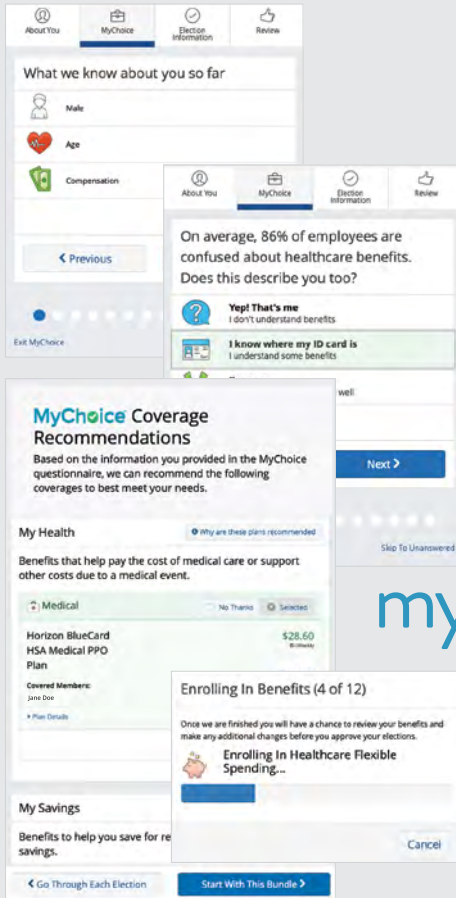 About You
MyChoice
Election
Information
Review
What we know about you so far
Male
Age
Compensation
Previous
Exit MyChoice
About You
MyChoice
Election
Information
Review
On average, 86% of employees are
confused about healthcare benefits.
Does this describe you too?
Yep! That's me
I don't understand benefits
I know where my ID card is
I understand some benefits
well
Next
Skip To Unanswered
MyChoice Coverage
Recommendations
Based on the information you provided in the MyChoice
questionnaire, we can recommend the following
coverages to best meet your needs.
My Health
Why are these plans recommended
Benefits that help pay the cost of medical care or support
other costs due to a medical event.
Medical
No Thanks
Selected
Horizon BlueCard
HSA Medical PPO
Plan
$28.60
Covered Members:
Jane Doe
Plan Details
my
Enrolling In Benefits (4 of 12)
Once we are finished you will have a chance to review your benefits and
make any additional changes before you approve your elections.
Enrolling In Healthcare Flexible
Spending...
Cancel
My Savings
Benefits to help you save for re
savings.
Go Through Each Election
Start With This Bundle